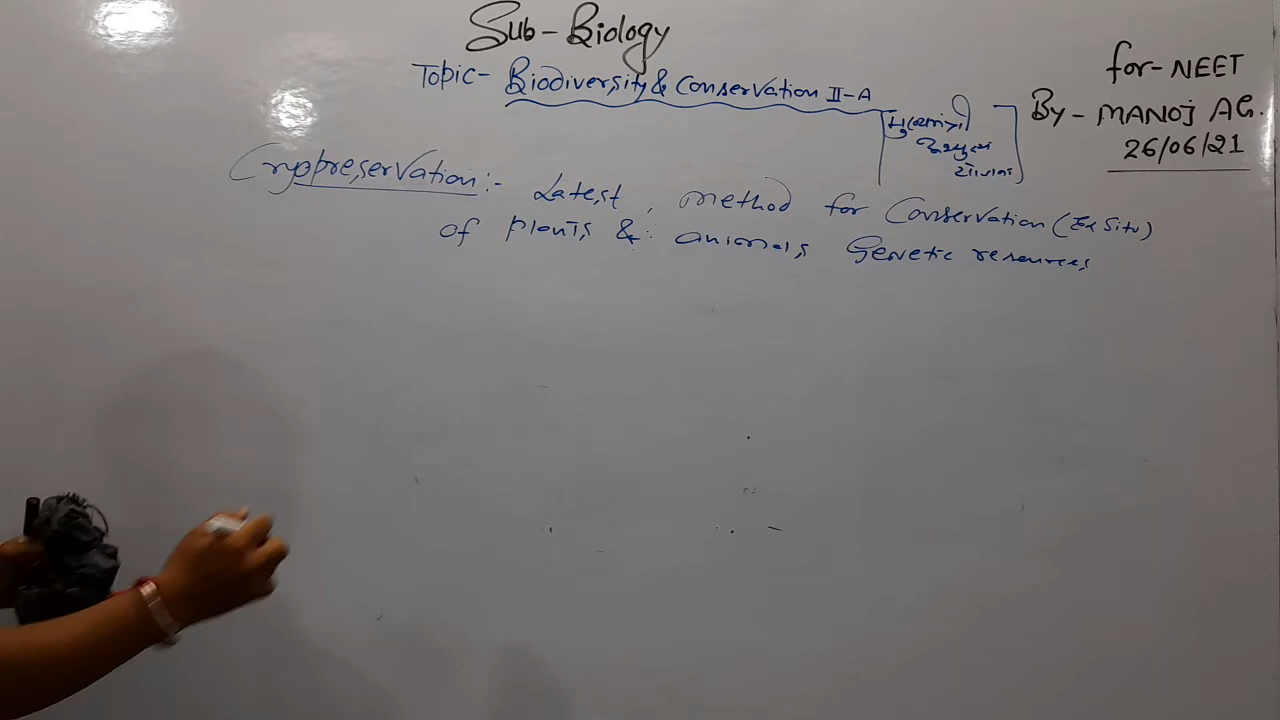 Sub - Biology
Topic - Biodiversity & Conservation II-A
for - NEET
By - MANOJ AG.
26/06/21
Cryopreservation :- Latest method for Conservation (Ex Situ)
of Plants & animals Genetic resources